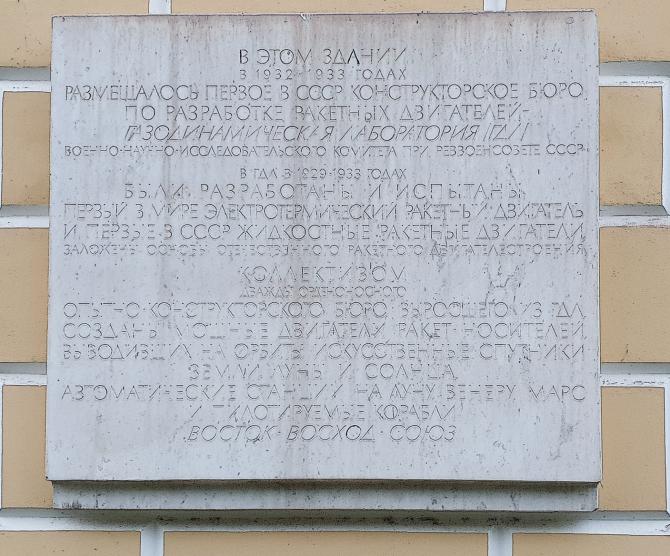 В ЭТОМ ЗДАНИИ
В 1932-1933 ГОДАХ
РАЗМЕЩАЛОСЬ ПЕРВОЕ В СССР КОНСТРУКТОРСКОЕ БЮРО
ПО РАЗРАБОТКЕ РАКЕТНЫХ ДВИГАТЕЛЕЙ-
ГАЗОДИНАМИЧЕСКАЯ ЛАБОРАТОРИЯ (ГДЛ)
ВОЕННО-НАУЧНО-ИССЛЕДОВАТЕЛЬСКОГО КОМИТЕТА ПРИ РЕВВОЕНСОВЕТЕ СССР
В ГДЛ В 1929-1933 ГОДАХ
БЫЛИ РАЗРАБОТАНЫ И ИСПЫТАНЫ
ПЕРВЫЙ В МИРЕ ЭЛЕКТРОТЕРМИЧЕСКИЙ РАКЕТНЫЙ ДВИГАТЕЛЬ
И ПЕРВЫЕ В СССР ЖИДКОСТНЫЕ РАКЕТНЫЕ ДВИГАТЕЛИ,
ЗАЛОЖЕНЫ ОСНОВЫ ОТЕЧЕСТВЕННОГО РАКЕТНОГО ДВИГАТЕЛЕСТРОЕНИЯ
КОЛЛЕКТИВОМ
ДВАЖДЫ ОРДЕНОНОСНОГО
ОПЫТНО-КОНСТРУКТОРСКОГО БЮРО, ВЫРОСШЕГО ИЗ ГДЛ,
СОЗДАНЫ МОЩНЫЕ ДВИГАТЕЛИ РАКЕТ-НОСИТЕЛЕЙ,
ВЫВОДИВШИХ НА ОРБИТЫ ИСКУССТВЕННЫЕ СПУТНИКИ
ЗЕМЛИ, ЛУНЫ И СОЛНЦА,
АВТОМАТИЧЕСКИЕ СТАНЦИИ НА ЛУНУ, ВЕНЕРУ, МАРС
И ПИЛОТИРУЕМЫЕ КОРАБЛИ
ВОСТОК · ВОСХОД · СОЮЗ